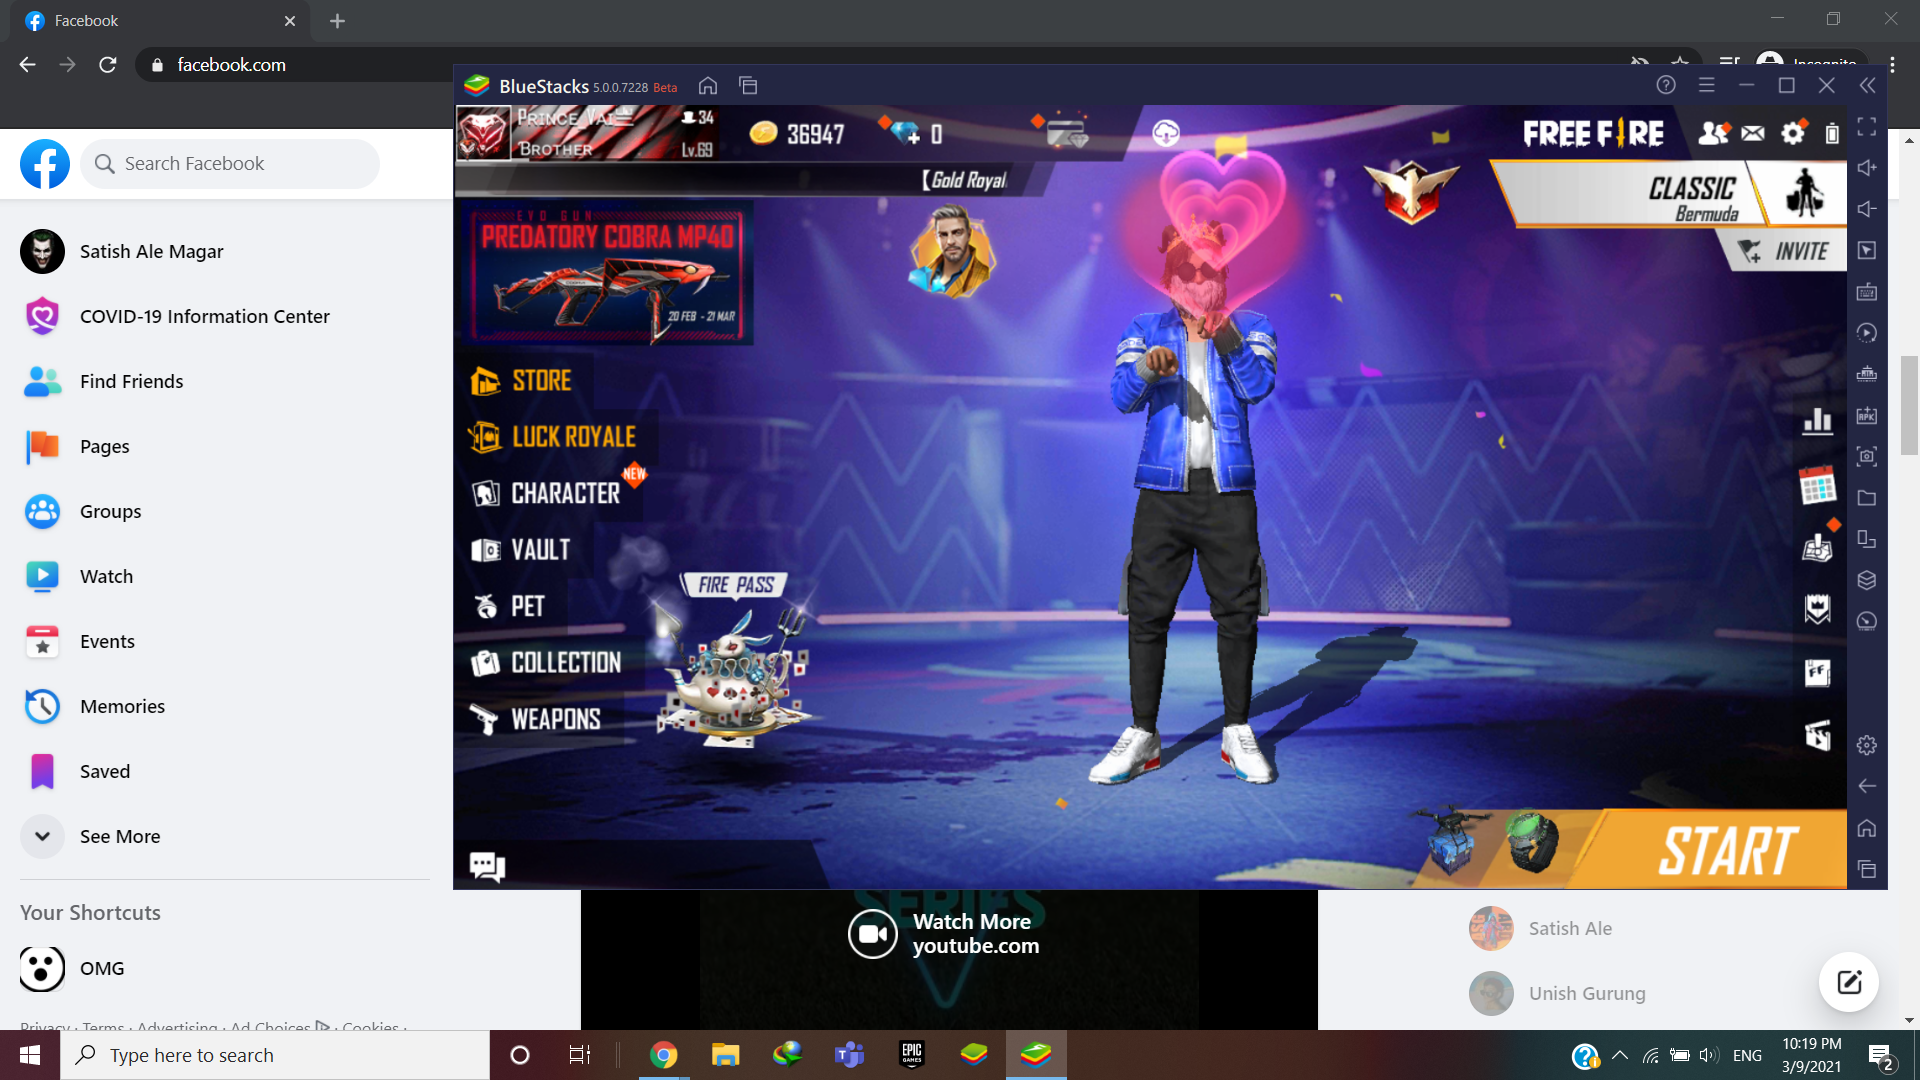 Facebook
facebook.com
Incognito
BlueStacks 5.0.0.7228 Beta
Search Facebook
Satish Ale Magar
COVID-19 Information Center
Find Friends
Pages
Groups
Watch
Events
Memories
Saved
See More
Your Shortcuts
OMG
Privacy · Terms · Advertising · Ad Choices · Cookies ·
34
BROTHER
Lv.69
36947
0
FREE FIRE
【Gold Royal
CLASSIC
Bermuda
INVITE
EVO GUN
PREDATORY COBRA MP40
20 FEB - 21 MAR
STORE
LUCK ROYALE
NEW
CHARACTER
VAULT
PET
FIRE PASS
COLLECTION
WEAPONS
START
SERIES
Watch More
youtube.com
Satish Ale
Unish Gurung
Type here to search
EPIC
GAMES
ENG
10:19 PM
3/9/2021
2